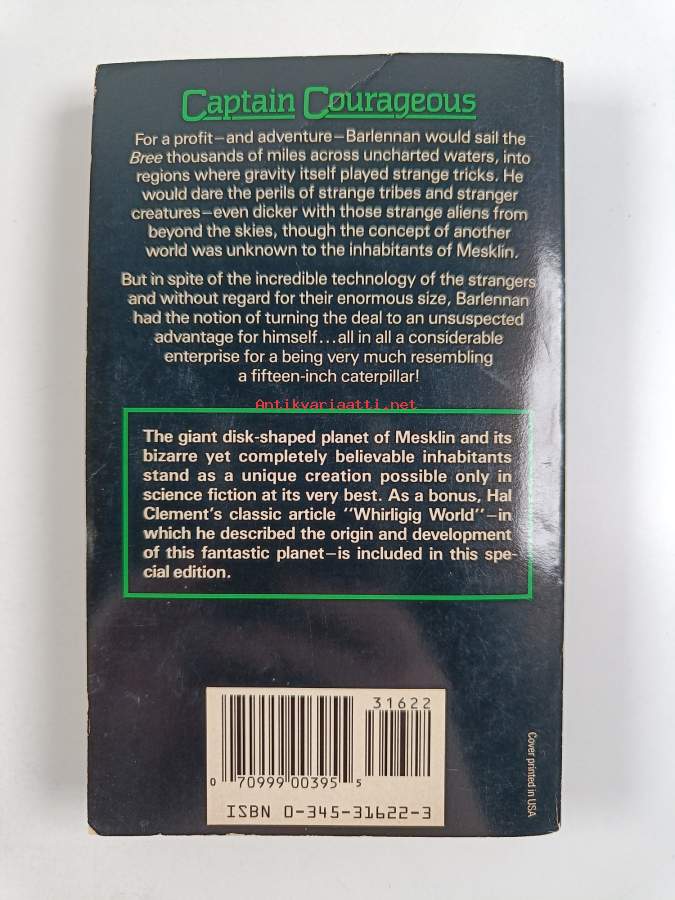 Captain Courageous
For a profit—and adventure—Barlennan would sail the
Bree thousands of miles across uncharted waters, into
regions where gravity itself played strange tricks. He
would dare the perils of strange tribes and stranger
creatures—even dicker with those strange aliens from
beyond the skies, though the concept of another
world was unknown to the inhabitants of Mesklin.
But in spite of the incredible technology of the strangers
and without regard for their enormous size, Barlennan
had the notion of turning the deal to an unsuspected
advantage for himself...all in all a considerable
enterprise for a being very much resembling
a fifteen-inch caterpillar!
Antikvariaatti.net
The giant disk-shaped planet of Mesklin and its
bizarre yet completely believable inhabitants
stand as a unique creation possible only in
science fiction at its very best. As a bonus, Hal
Clement's classic article "Whirligig World"—in
which he described the origin and development
of this fantastic planet—is included in this spe-
cial edition.
31622
0 70999 00395 5
ISBN 0-345-31622-3
Cover printed in USA